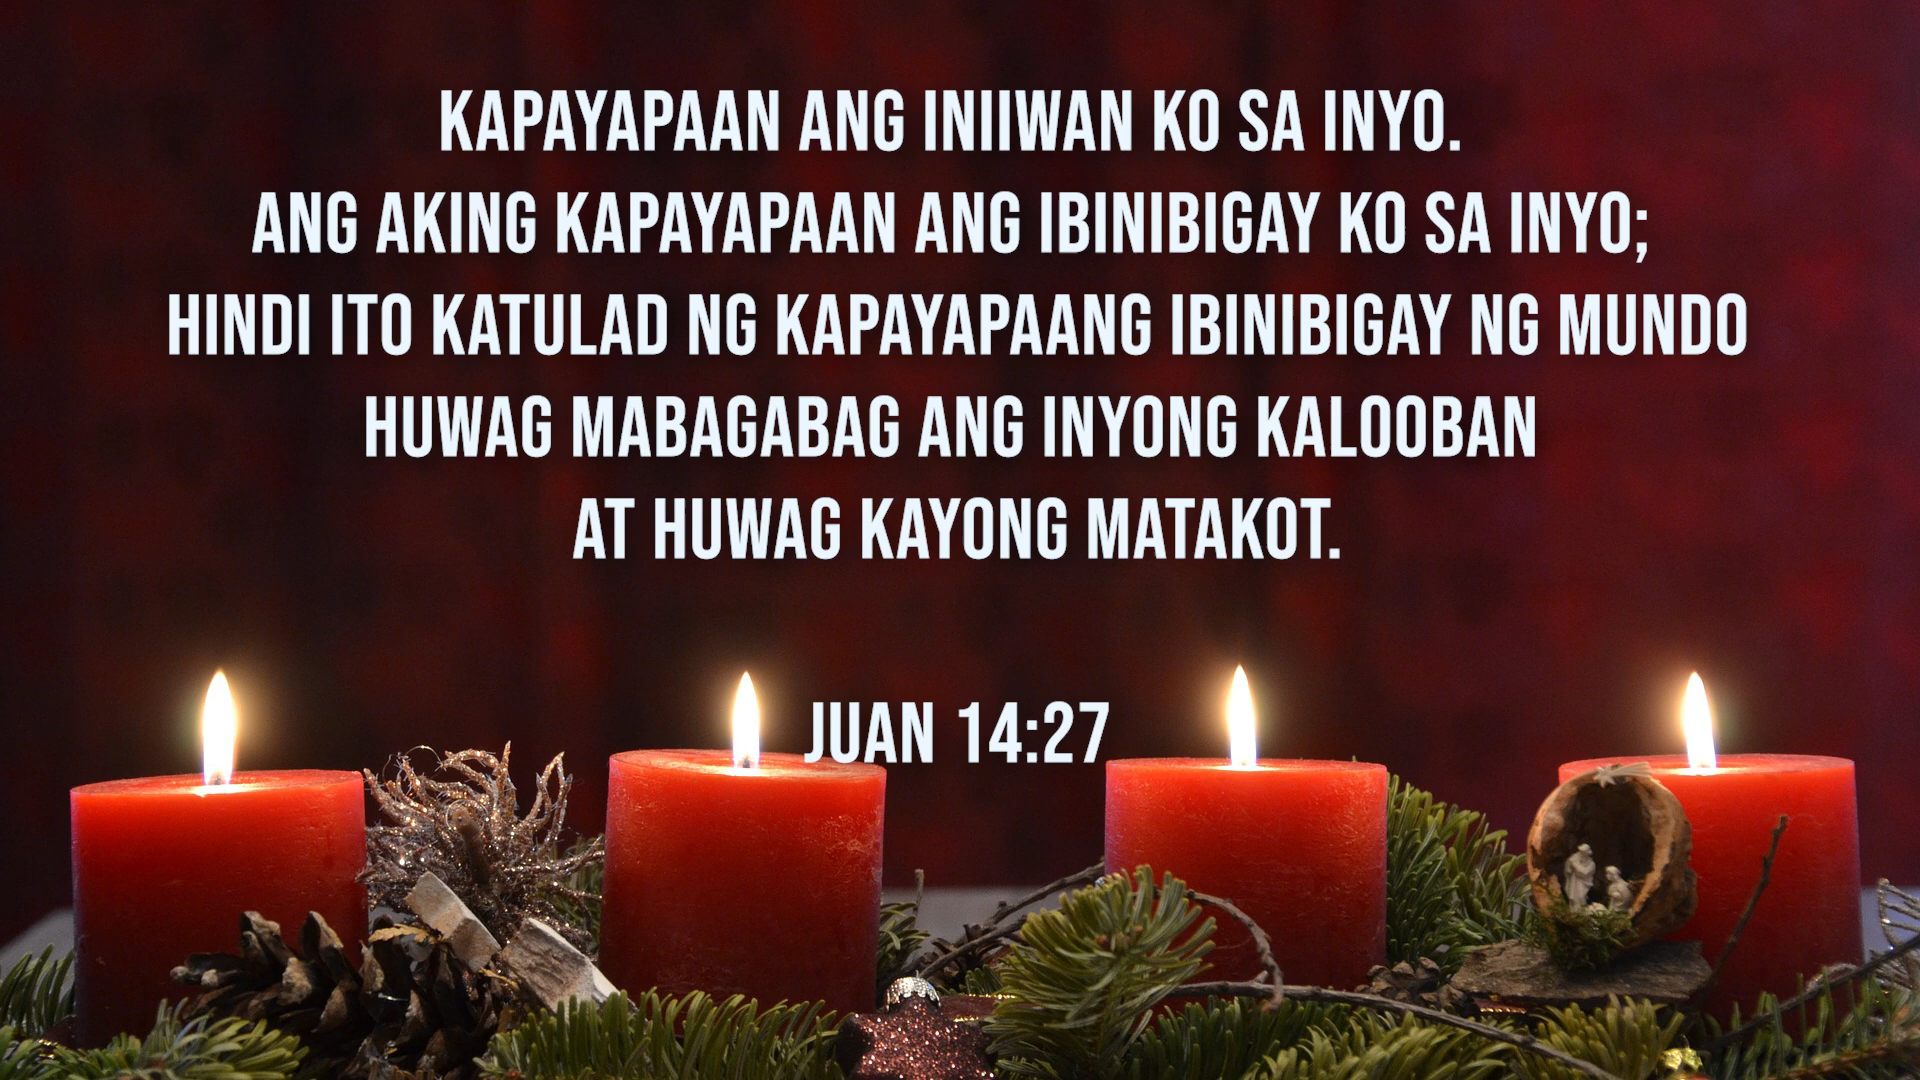 KAPAYAPAAN ANG INIIWAN KO SA INYO.
ANG AKING KAPAYAPAAN ANG IBINIBIGAY KO SA INYO;
HINDI ITO KATULAD NG KAPAYAPAANG IBINIBIGAY NG MUNDO
HUWAG MABAGABAG ANG INYONG KALOOBAN
AT HUWAG KAYONG MATAKOT.
JUAN 14:27